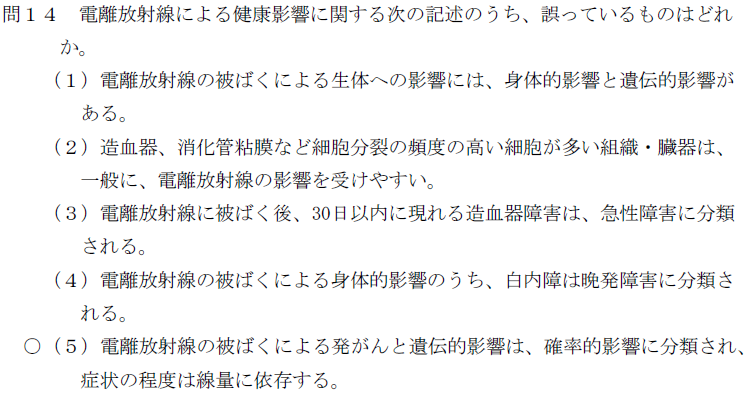 問１４　電離放射線による健康影響に関する次の記述のうち、誤っているものはどれ
か。
（１）電離放射線の被ばくによる生体への影響には、身体的影響と遺伝的影響が
ある。
（２）造血器、消化管粘膜など細胞分裂の頻度の高い細胞が多い組織・臓器は、
一般に、電離放射線の影響を受けやすい。
（３）電離放射線に被ばく後、30日以内に現れる造血器障害は、急性障害に分類
される。
（４）電離放射線の被ばくによる身体的影響のうち、白内障は晩発障害に分類さ
れる。
○（５）電離放射線の被ばくによる発がんと遺伝的影響は、確率的影響に分類され、
症状の程度は線量に依存する。